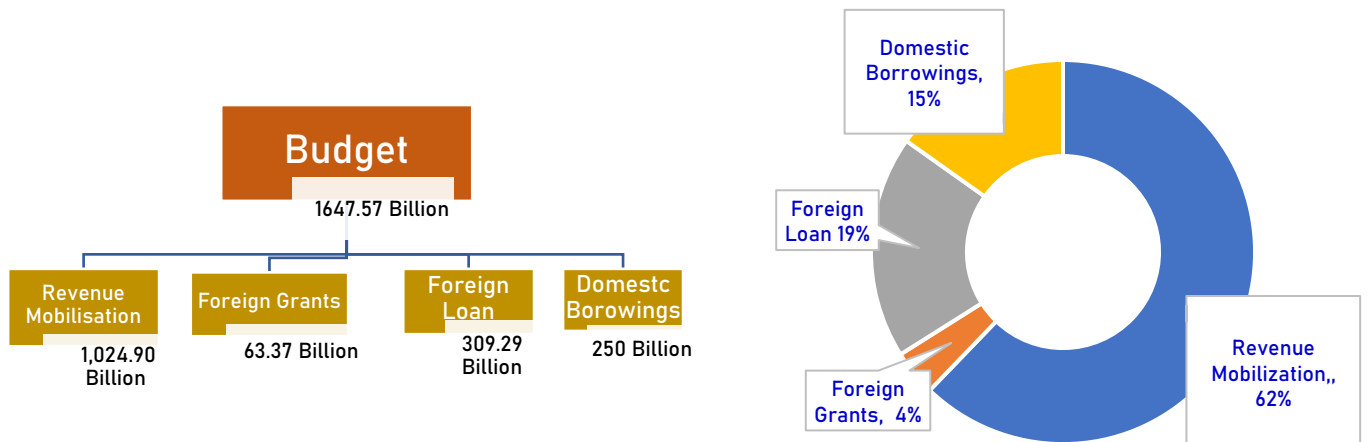 Budget
1647.57 Billion
Revenue
Mobilisation
1,024.90
Billion
Foreign Grants
63.37 Billion
Foreign
Loan
309.29
Billion
Domestc
Borowings
250 Billion
Domestic
Borrowings,
15%
Foreign
Loan 19%
Foreign
Grants, 4%
Revenue
Mobilization,,
62%